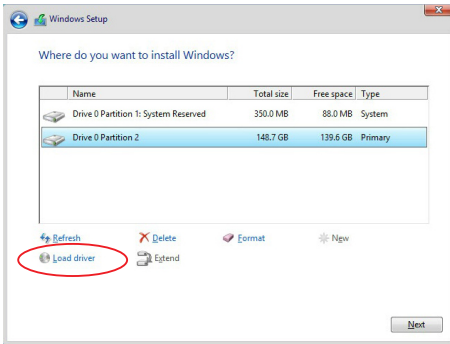 Windows Setup
Where do you want to install Windows?
Name Total size Free space Type
Drive 0 Partition 1: System Reserved 350.0 MB 88.0 MB System
Drive 0 Partition 2 148.7 GB 139.6 GB Primary
Refresh Delete Format New
Load driver Extend
Next